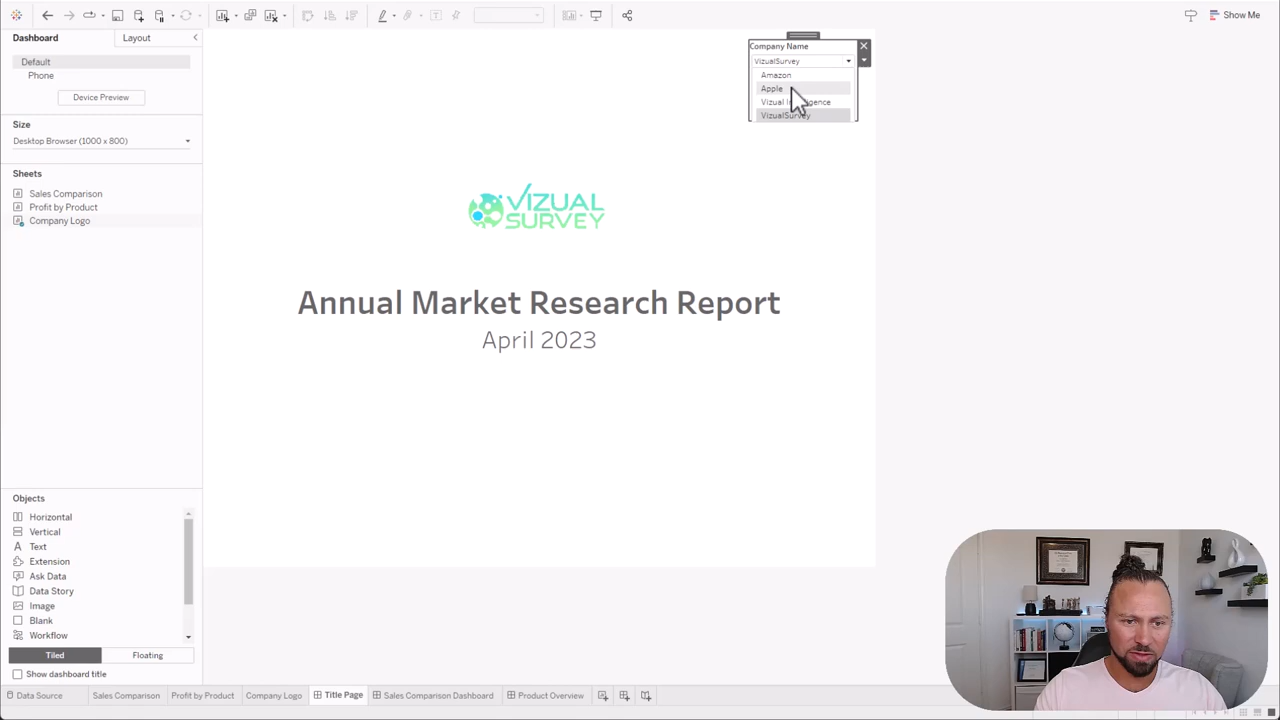 Show Me
Dashboard
Layout
Default
Phone
Device Preview
Size
Desktop Browser (1000 x 800)
Sheets
Sales Comparison
Profit by Product
Company Logo
Company Name
VizualSurvey
Amazon
Apple
VizualSurvey
VIZUAL
SURVEY
Annual Market Research Report
April 2023
Objects
Horizontal
Vertical
Text
Extension
Ask Data
Data Story
Image
Blank
Workflow
Tiled
Floating
Show dashboard title
Data Source
Sales Comparison
Profit by Product
Company Logo
Title Page
Sales Comparison Dashboard
Product Overview